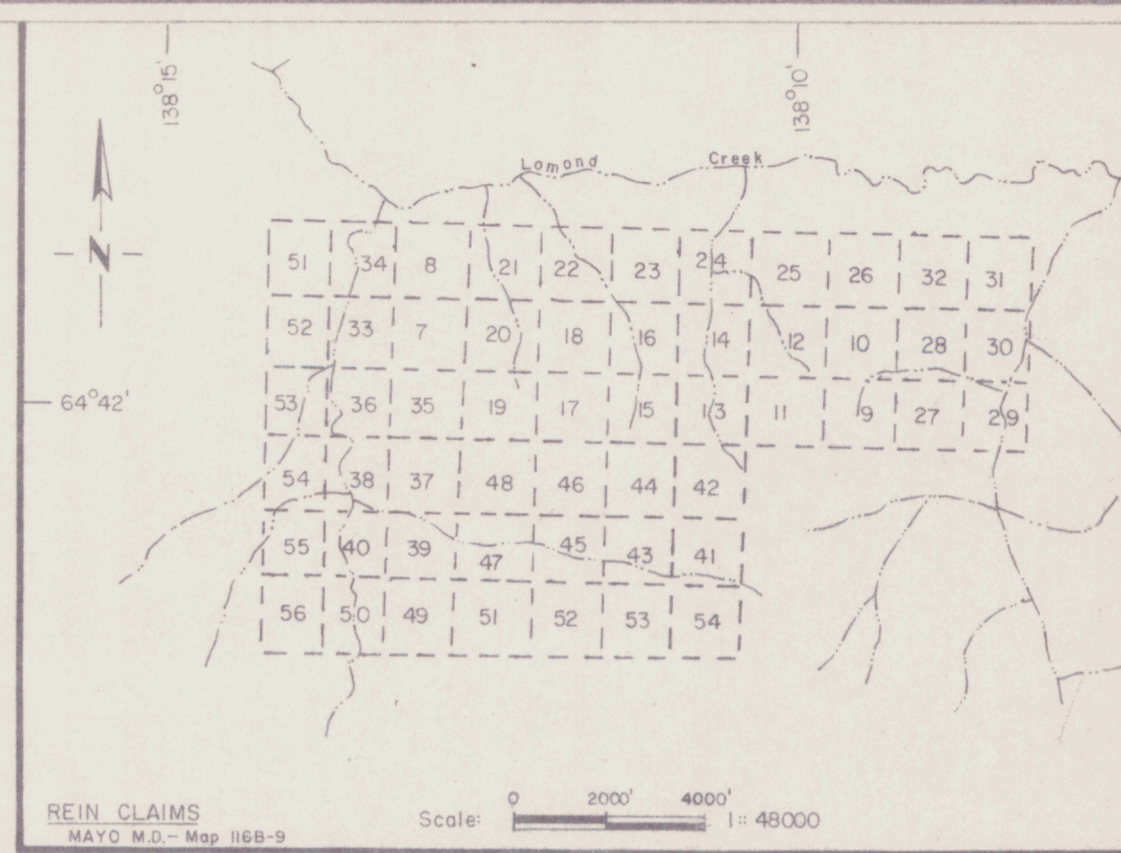 138°15'
138°10'
Lomond Creek
N
51 34 8 21 22 23 24 25 26 32 31
52 33 7 20 18 16 14 12 10 28 30
64°42'
53 36 35 19 17 15 13 11 9 27 29
54 38 37 48 46 44 42
55 40 39 47 45 43 41
56 50 49 51 52 53 54
REIN CLAIMS
MAYO M.D.- Map 116B-9
0 2000' 4000'
Scale: 1:: 48000